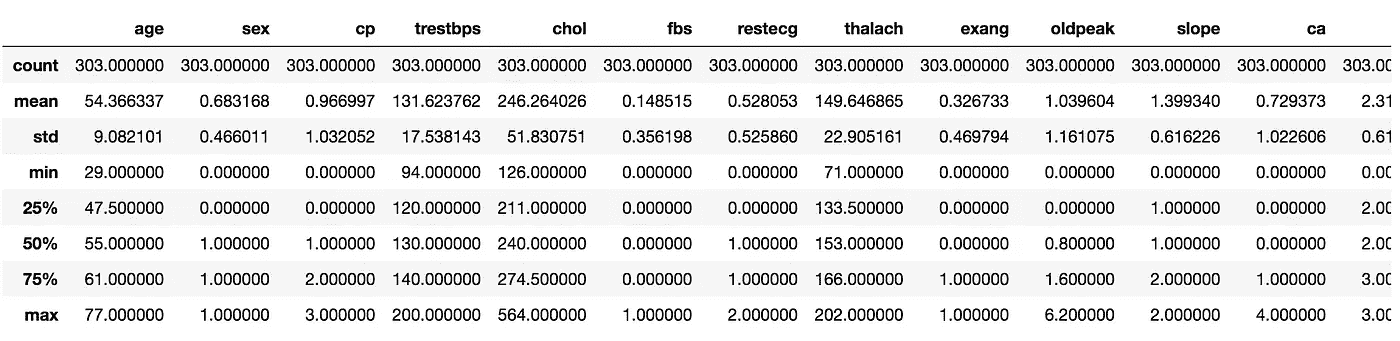 age sex cp trestbps chol fbs restecg thalach exang oldpeak slope ca
count 303.000000 303.000000 303.000000 303.000000 303.000000 303.000000 303.000000 303.000000 303.000000 303.000000 303.000000 303.000000 303.00
mean 54.366337 0.683168 0.966997 131.623762 246.264026 0.148515 0.528053 149.646865 0.326733 1.039604 1.399340 0.729373 2.31
std 9.082101 0.466011 1.032052 17.538143 51.830751 0.356198 0.525860 22.905161 0.469794 1.161075 0.616226 1.022606 0.61
min 29.000000 0.000000 0.000000 94.000000 126.000000 0.000000 0.000000 71.000000 0.000000 0.000000 0.000000 0.000000 0.00
25% 47.500000 0.000000 0.000000 120.000000 211.000000 0.000000 0.000000 133.500000 0.000000 0.000000 1.000000 0.000000 2.00
50% 55.000000 1.000000 1.000000 130.000000 240.000000 0.000000 1.000000 153.000000 0.000000 0.800000 1.000000 0.000000 2.00
75% 61.000000 1.000000 2.000000 140.000000 274.500000 0.000000 1.000000 166.000000 1.000000 1.600000 2.000000 1.000000 3.00
max 77.000000 1.000000 3.000000 200.000000 564.000000 1.000000 2.000000 202.000000 1.000000 6.200000 2.000000 4.000000 3.00